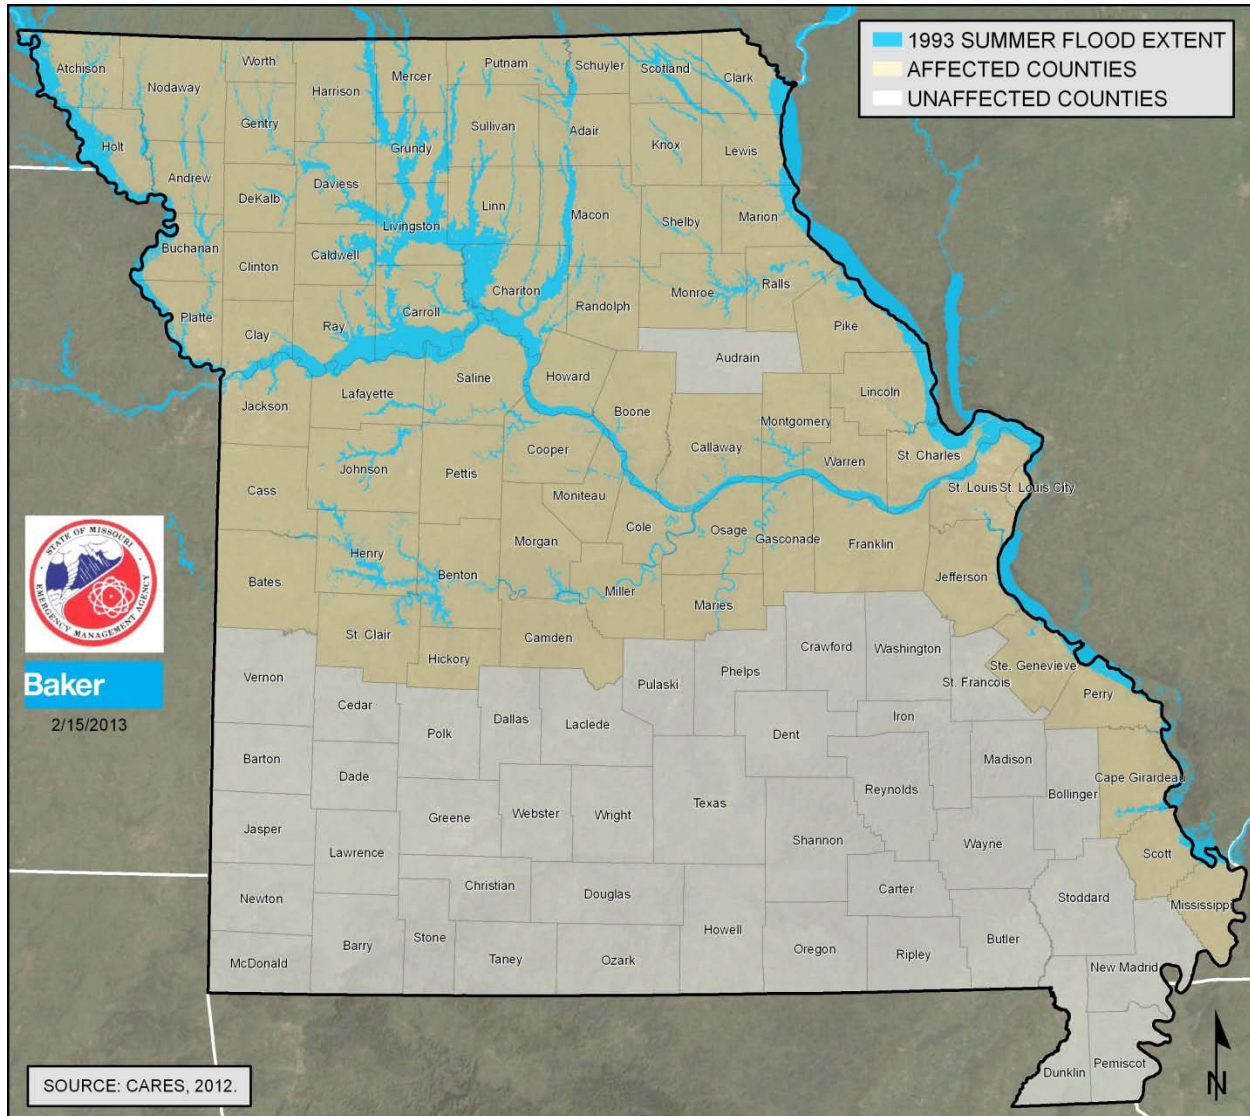 1993 SUMMER FLOOD EXTENT
AFFECTED COUNTIES
UNAFFECTED COUNTIES
Atchison
Nodaway
Worth
Harrison
Mercer
Putnam
Schuyler
Scotland
Clark
Gentry
Sullivan
Adair
Knox
Lewis
Holt
Andrew
DeKalb
Daviess
Grundy
Linn
Macon
Shelby
Marion
Livingston
Buchanan
Clinton
Caldwell
Chariton
Randolph
Monroe
Ralls
Platte
Clay
Ray
Carroll
Pike
Audrain
Saline
Howard
Boone
Lincoln
Jackson
Lafayette
Callaway
Montgomery
Cooper
Warren
St. Charles
Johnson
Pettis
Cass
Moniteau
St. Louis
St. Louis City
Cole
Osage
Gasconade
Franklin
Morgan
Henry
Benton
Jefferson
Bates
Miller
Maries
St. Clair
Camden
Hickory
Crawford
Washington
Ste. Genevieve
Vernon
Pulaski
Phelps
St. Francois
Perry
Cedar
Polk
Dallas
Laclede
Iron
Dent
Barton
Dade
Madison
Cape Girardeau
Reynolds
Bollinger
Texas
Greene
Webster
Wright
Jasper
Shannon
Wayne
Lawrence
Scott
Christian
Douglas
Carter
Stoddard
Newton
Mississippi
Howell
Barry
Stone
Oregon
Ripley
Butler
McDonald
Taney
Ozark
New Madrid
Pemiscot
Dunklin
STATE OF MISSOURI
EMERGENCY MANAGEMENT AGENCY
Baker
2/15/2013
SOURCE: CARES, 2012.
N